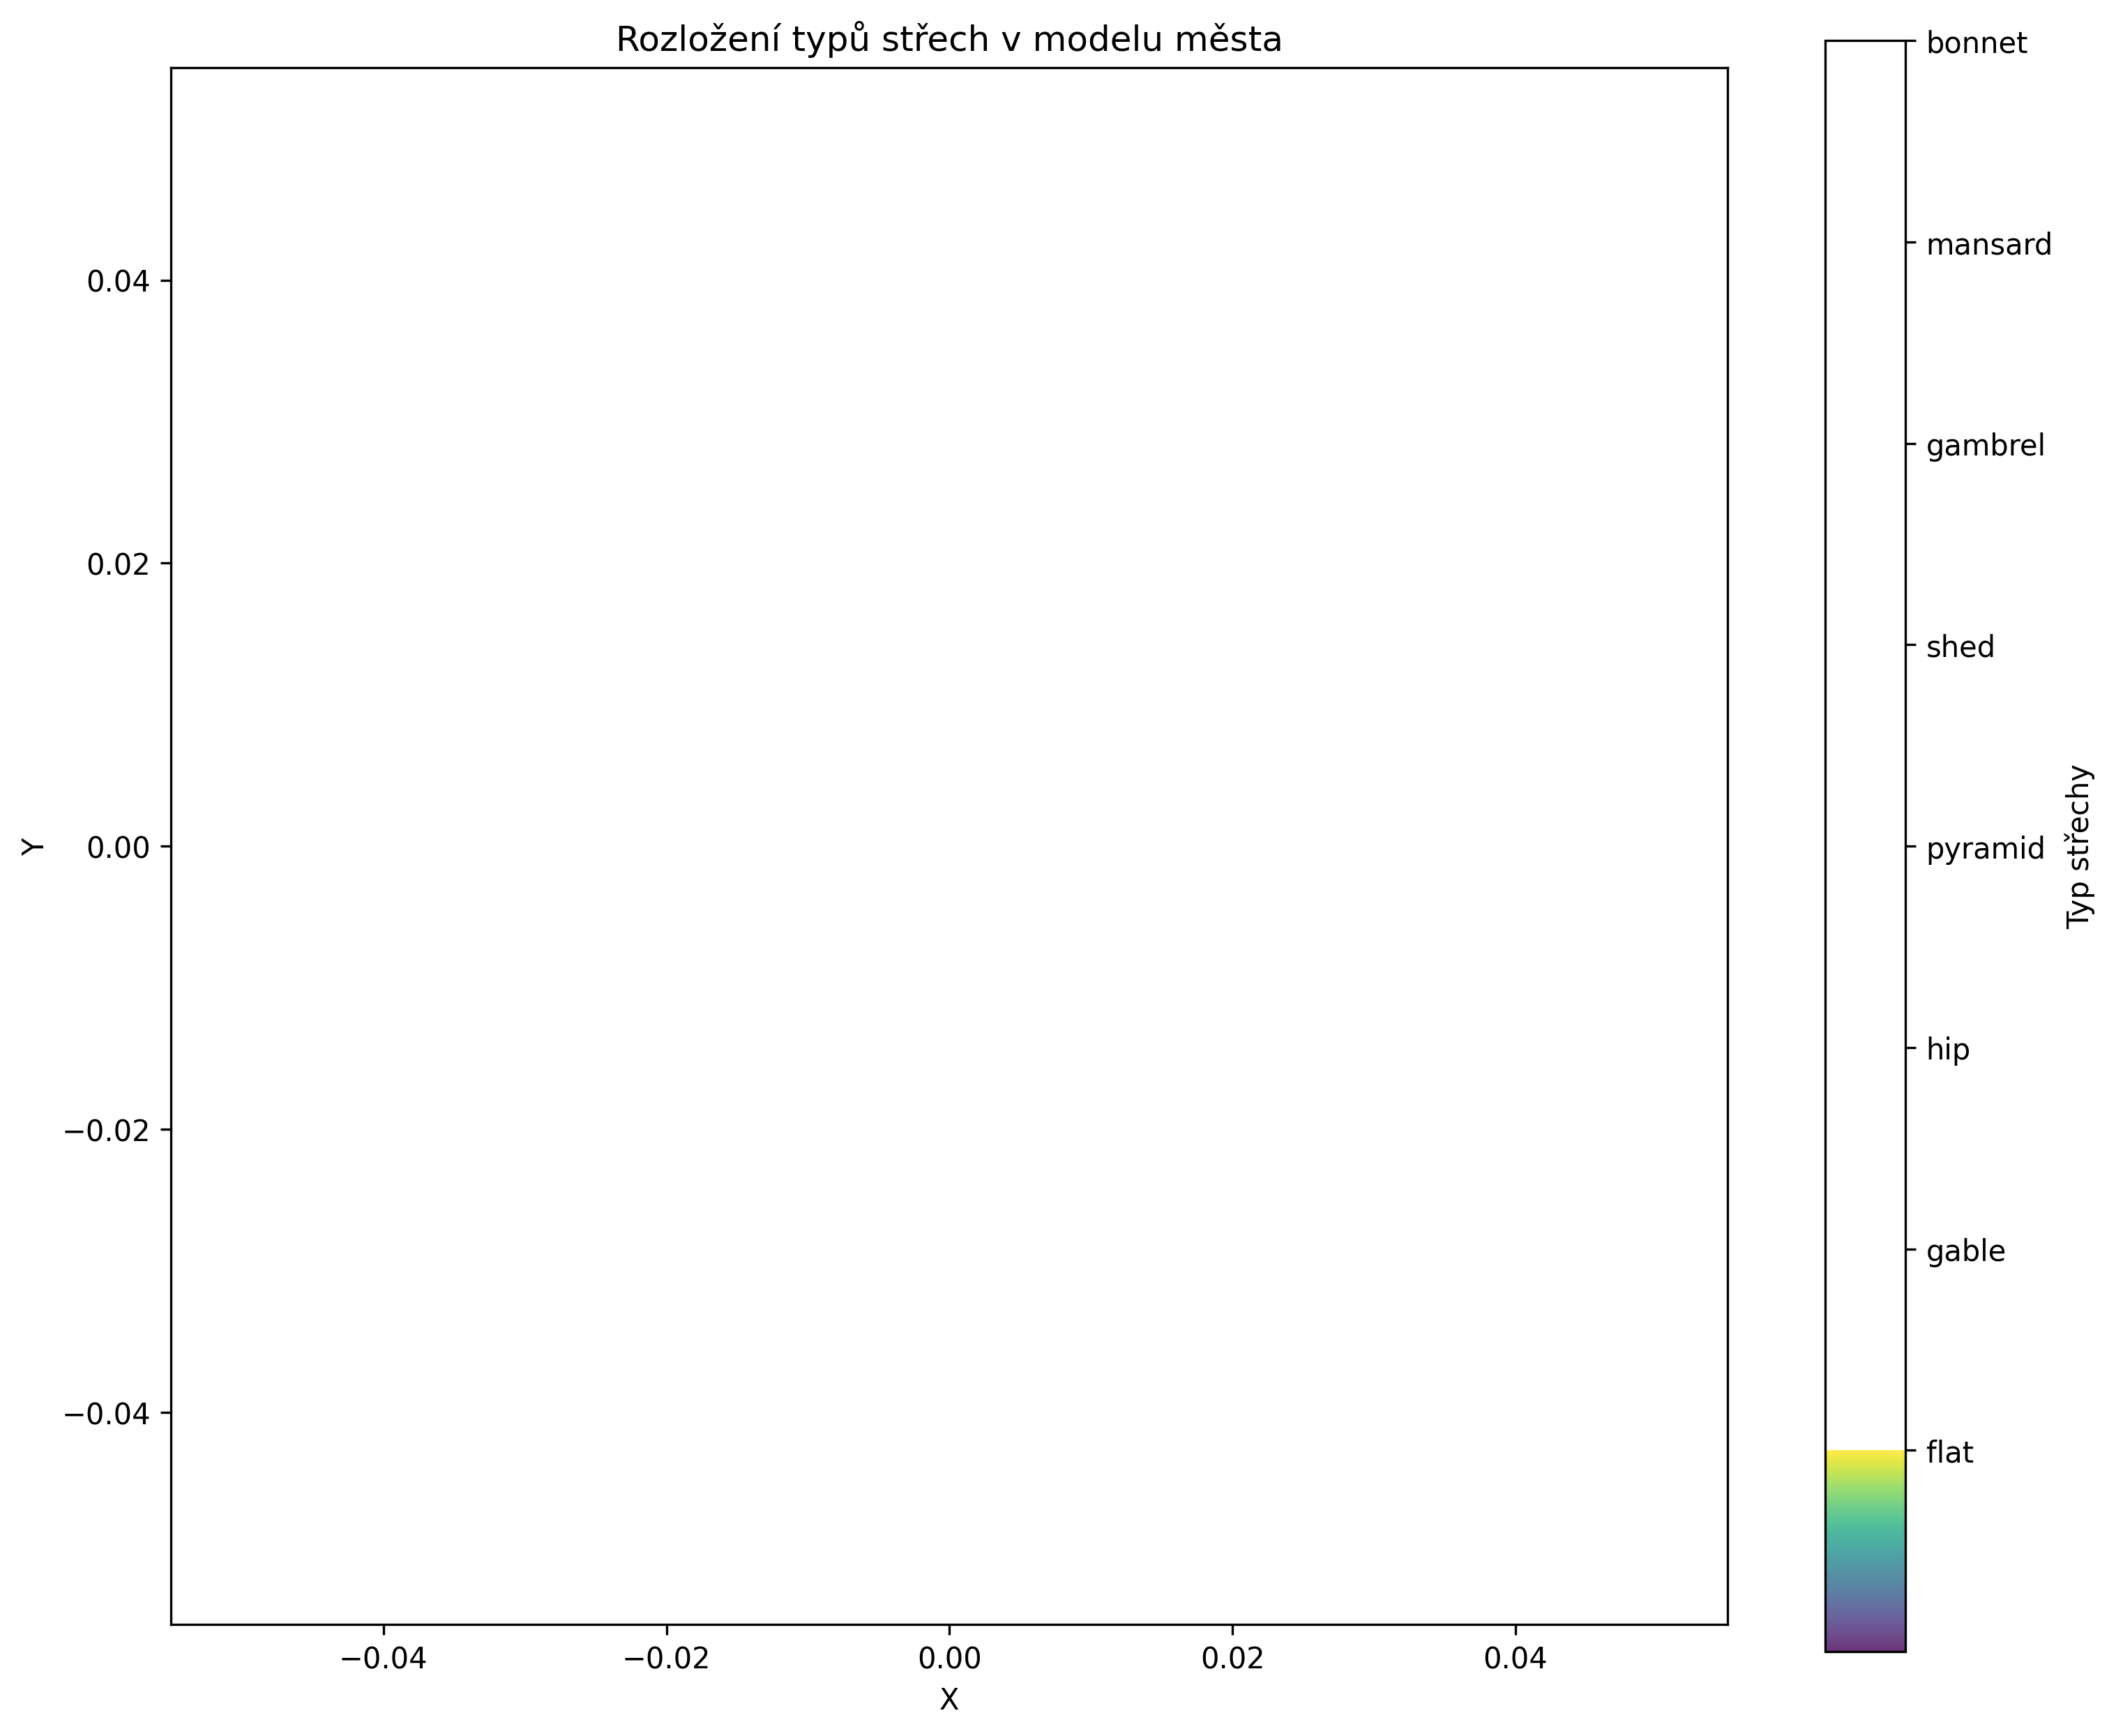 Rozložení typů střech v modelu města
0.04
0.02
0.00
−0.02
−0.04
Y
−0.04
−0.02
0.00
0.02
0.04
X
bonnet
mansard
gambrel
shed
pyramid
hip
gable
flat
Typ střechy